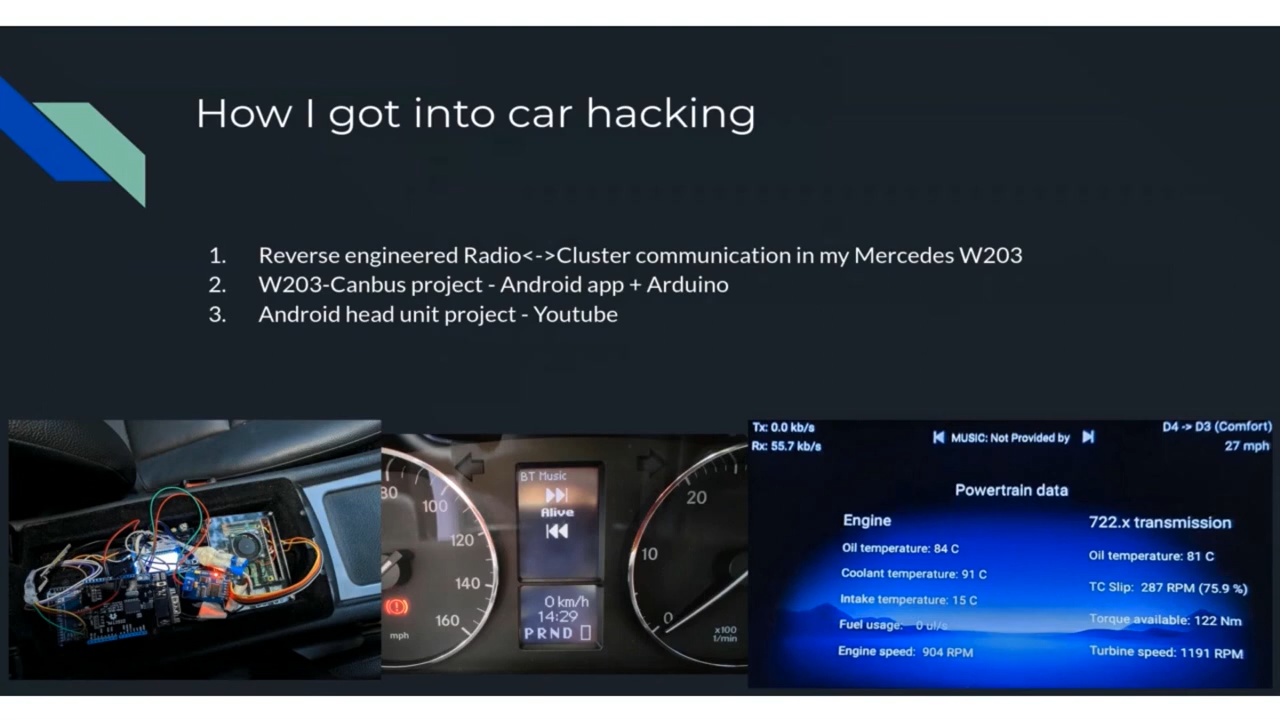 How I got into car hacking
1. Reverse engineered Radio<->Cluster communication in my Mercedes W203
2. W203-Canbus project - Android app + Arduino
3. Android head unit project - Youtube
80
100
120
140
160
mph
BT Music
Alive
0 km/h
14:29
PRND
20
10
0
x100
1/min
Tx: 0.0 kb/s
Rx: 55.7 kb/s
MUSIC: Not Provided by
D4 -> D3 (Comfort)
27 mph
Powertrain data
Engine
Oil temperature: 84 C
Coolant temperature: 91 C
Intake temperature: 15 C
Fuel usage: 0 ul/s
Engine speed: 904 RPM
722.x transmission
Oil temperature: 81 C
TC Slip: 287 RPM (75.9 %)
Torque available: 122 Nm
Turbine speed: 1191 RPM